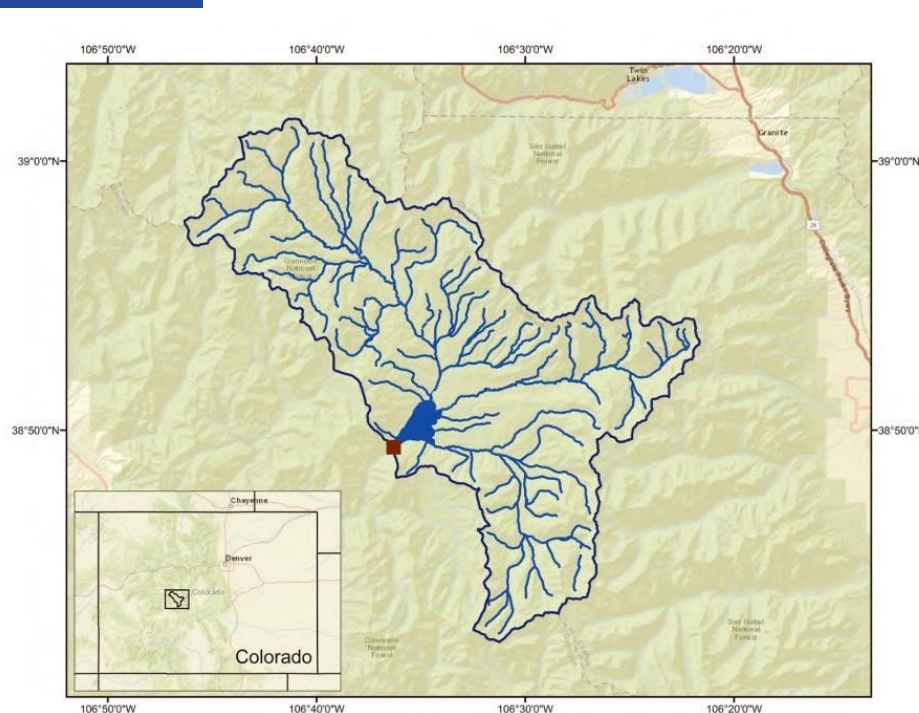 106°50'0"W
106°40'0"W
106°30'0"W
106°20'0"W
Twin
Lakes
Granite
39°0'0"N
39°0'0"N
San Isabel
National
Forest
24
Gunnison
National
Forest
38°50'0"N
38°50'0"N
Cheyenne
Denver
Colorado
Colorado
Gunnison
National
Forest
San Isabel
National
Forest
106°50'0"W
106°40'0"W
106°30'0"W
106°20'0"W